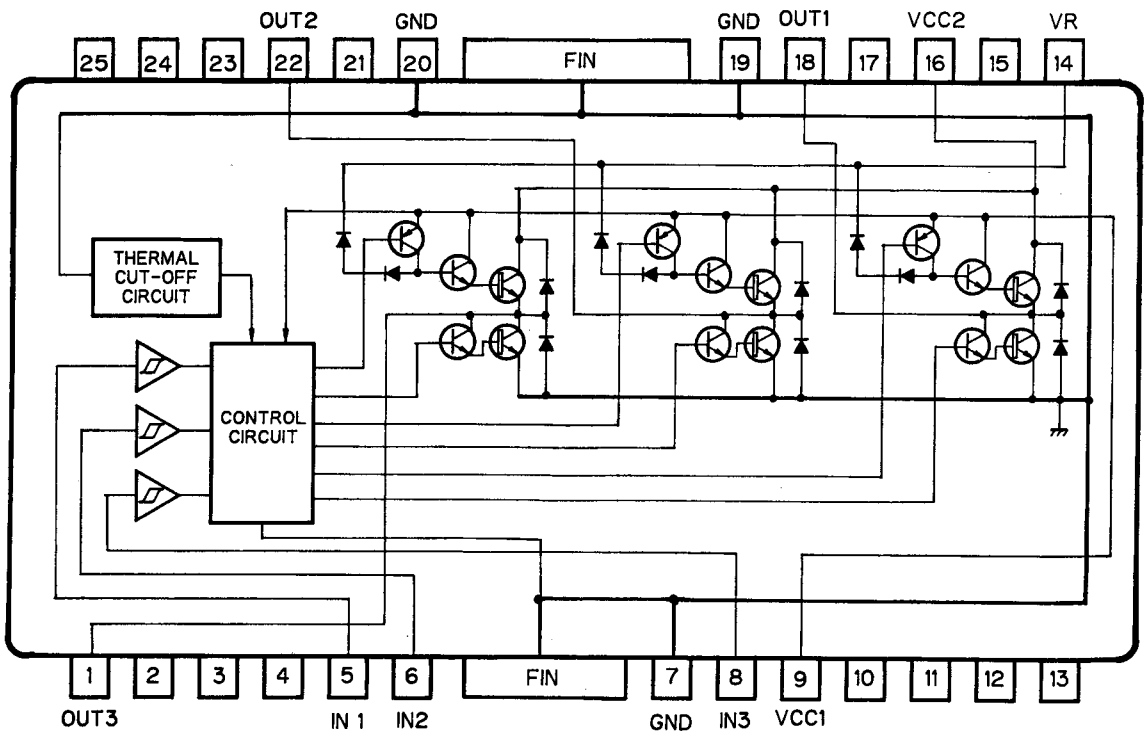 OUT2 GND GND OUT1 VCC2 VR
25 24 23 22 21 20 FIN 19 18 17 16 15 14
THERMAL
CUT-OFF
CIRCUIT
CONTROL
CIRCUIT
1 2 3 4 5 6 FIN 7 8 9 10 11 12 13
OUT3 IN 1 IN2 GND IN3 VCC1